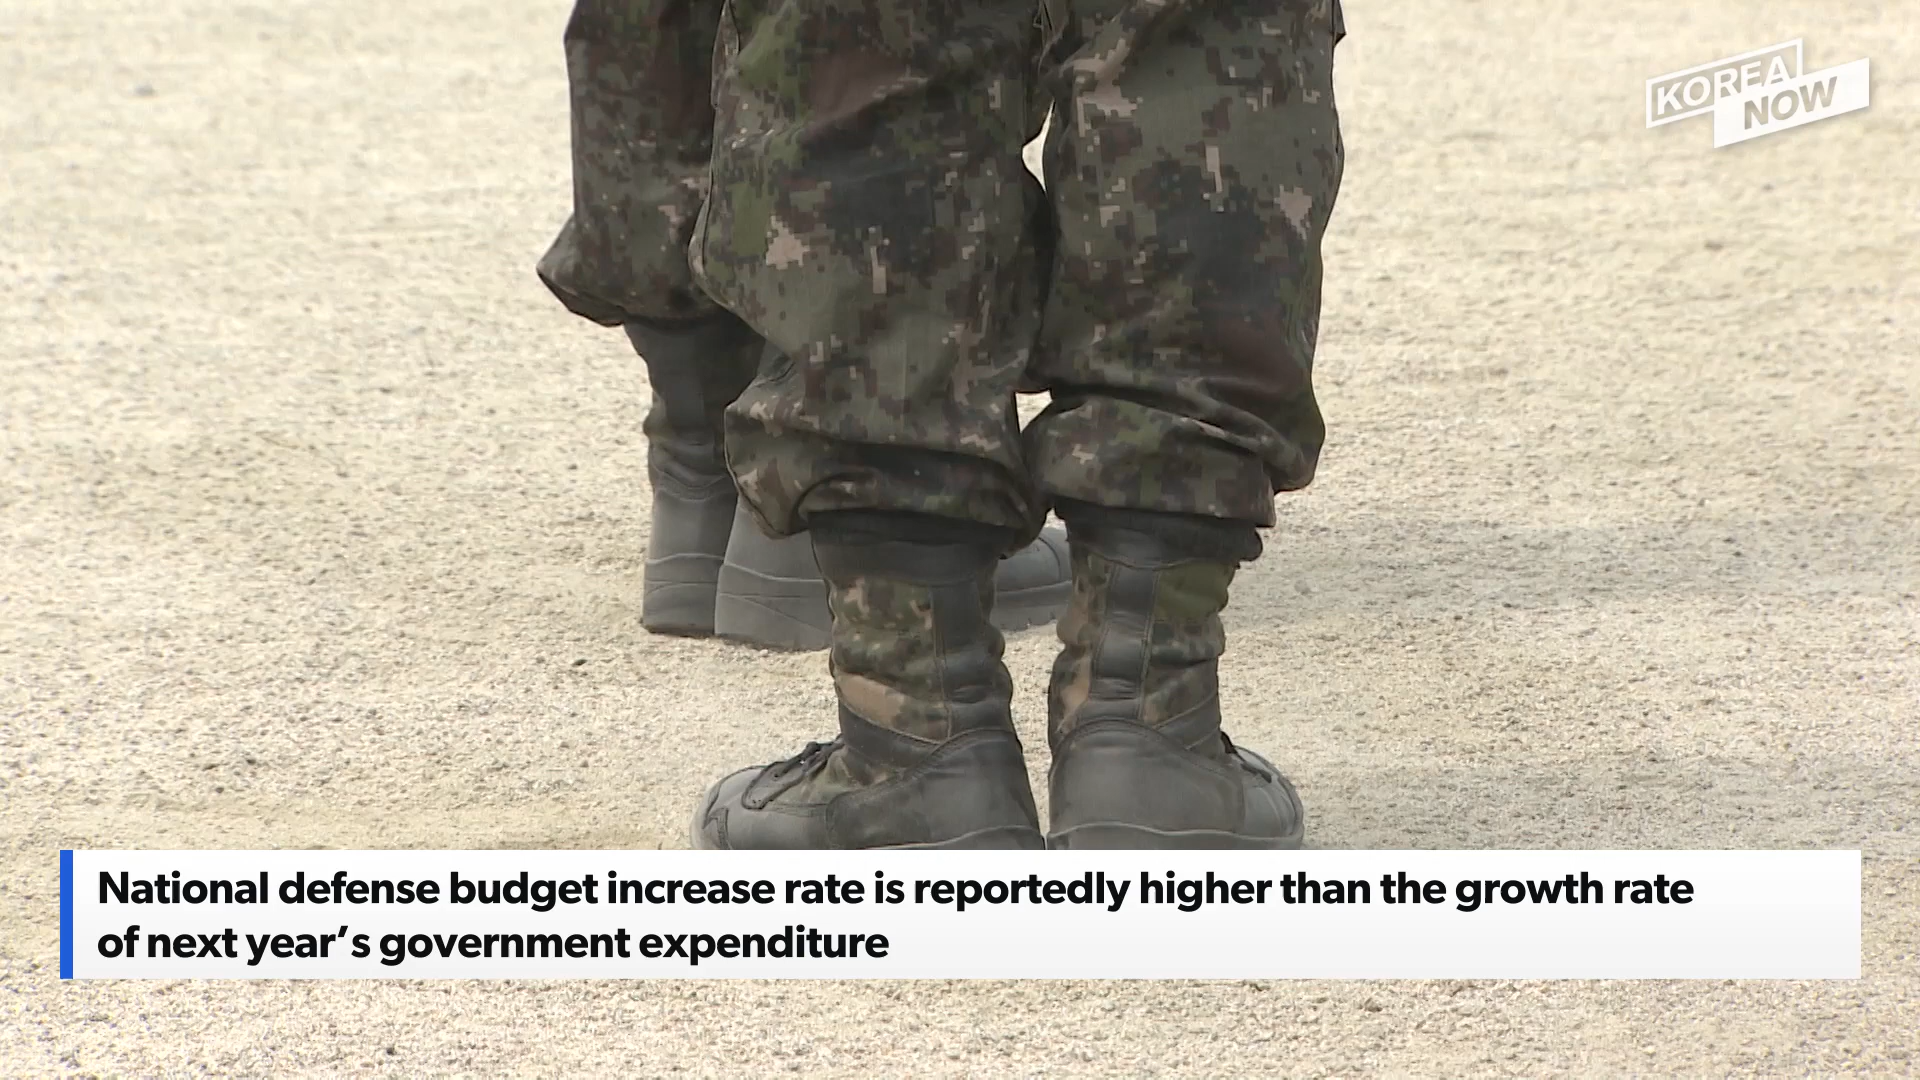 KOREA
NOW
National defense budget increase rate is reportedly higher than the growth rate
of next year’s government expenditure